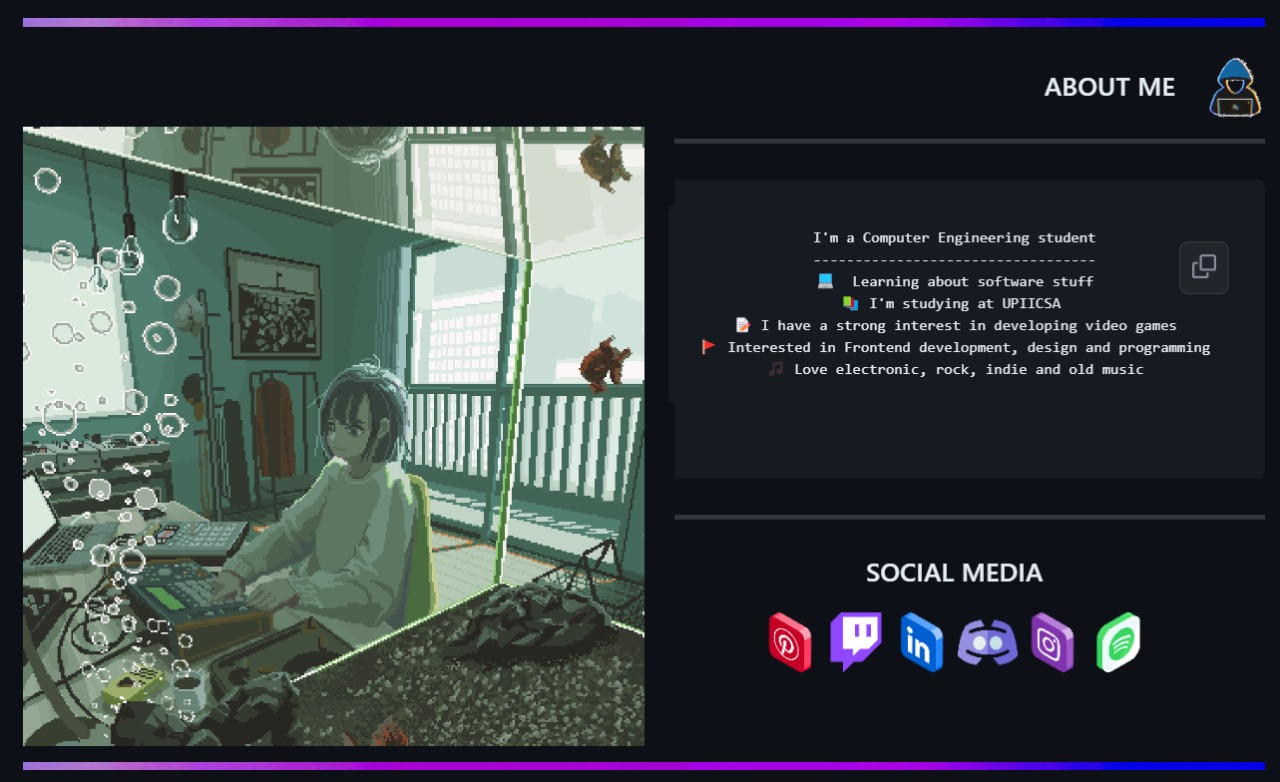 ABOUT ME
I'm a Computer Engineering student
----------------------------------
💻 Learning about software stuff
📚 I'm studying at UPIICSA
📝 I have a strong interest in developing video games
🚩 Interested in Frontend development, design and programming
🎵 Love electronic, rock, indie and old music
SOCIAL MEDIA
in